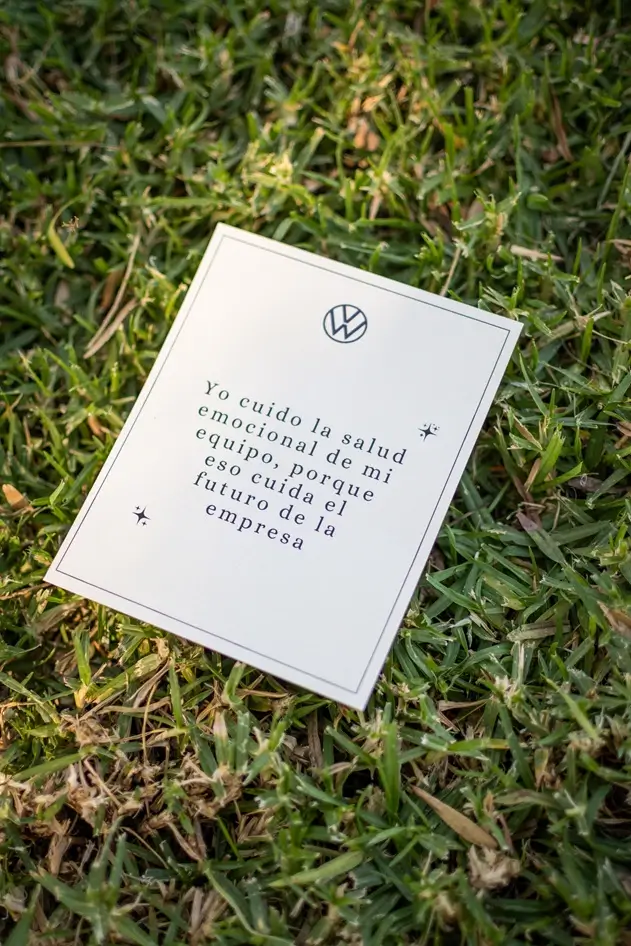 Yo cuido la salud
emocional de mi
equipo, porque
eso cuida el
futuro de la
empresa